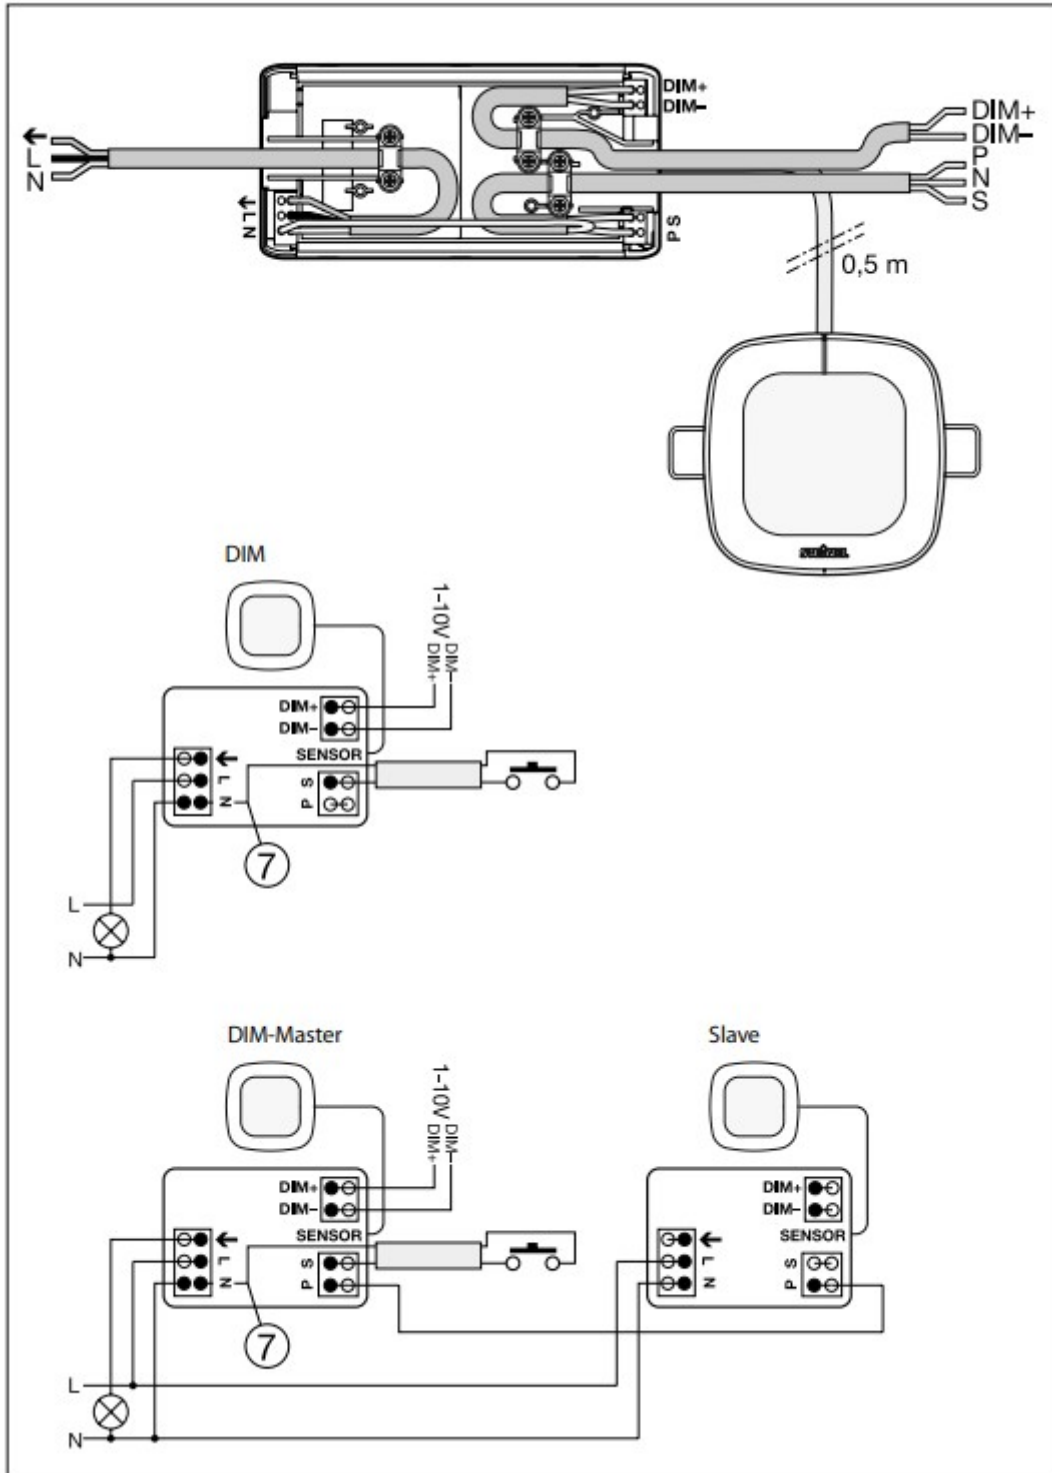 DIM+
DIM–
← L N
DIM+
DIM–
P
N
S
N L ←
P S
0,5 m
STEINEL
DIM
1-10V
DIM+ DIM–
DIM+
DIM–
SENSOR
←
L
N
S
P
7
L
N
DIM-Master
Slave
1-10V
DIM+ DIM–
DIM+
DIM–
SENSOR
←
L
N
S
P
DIM+
DIM–
SENSOR
←
L
N
S
P
7
L
N